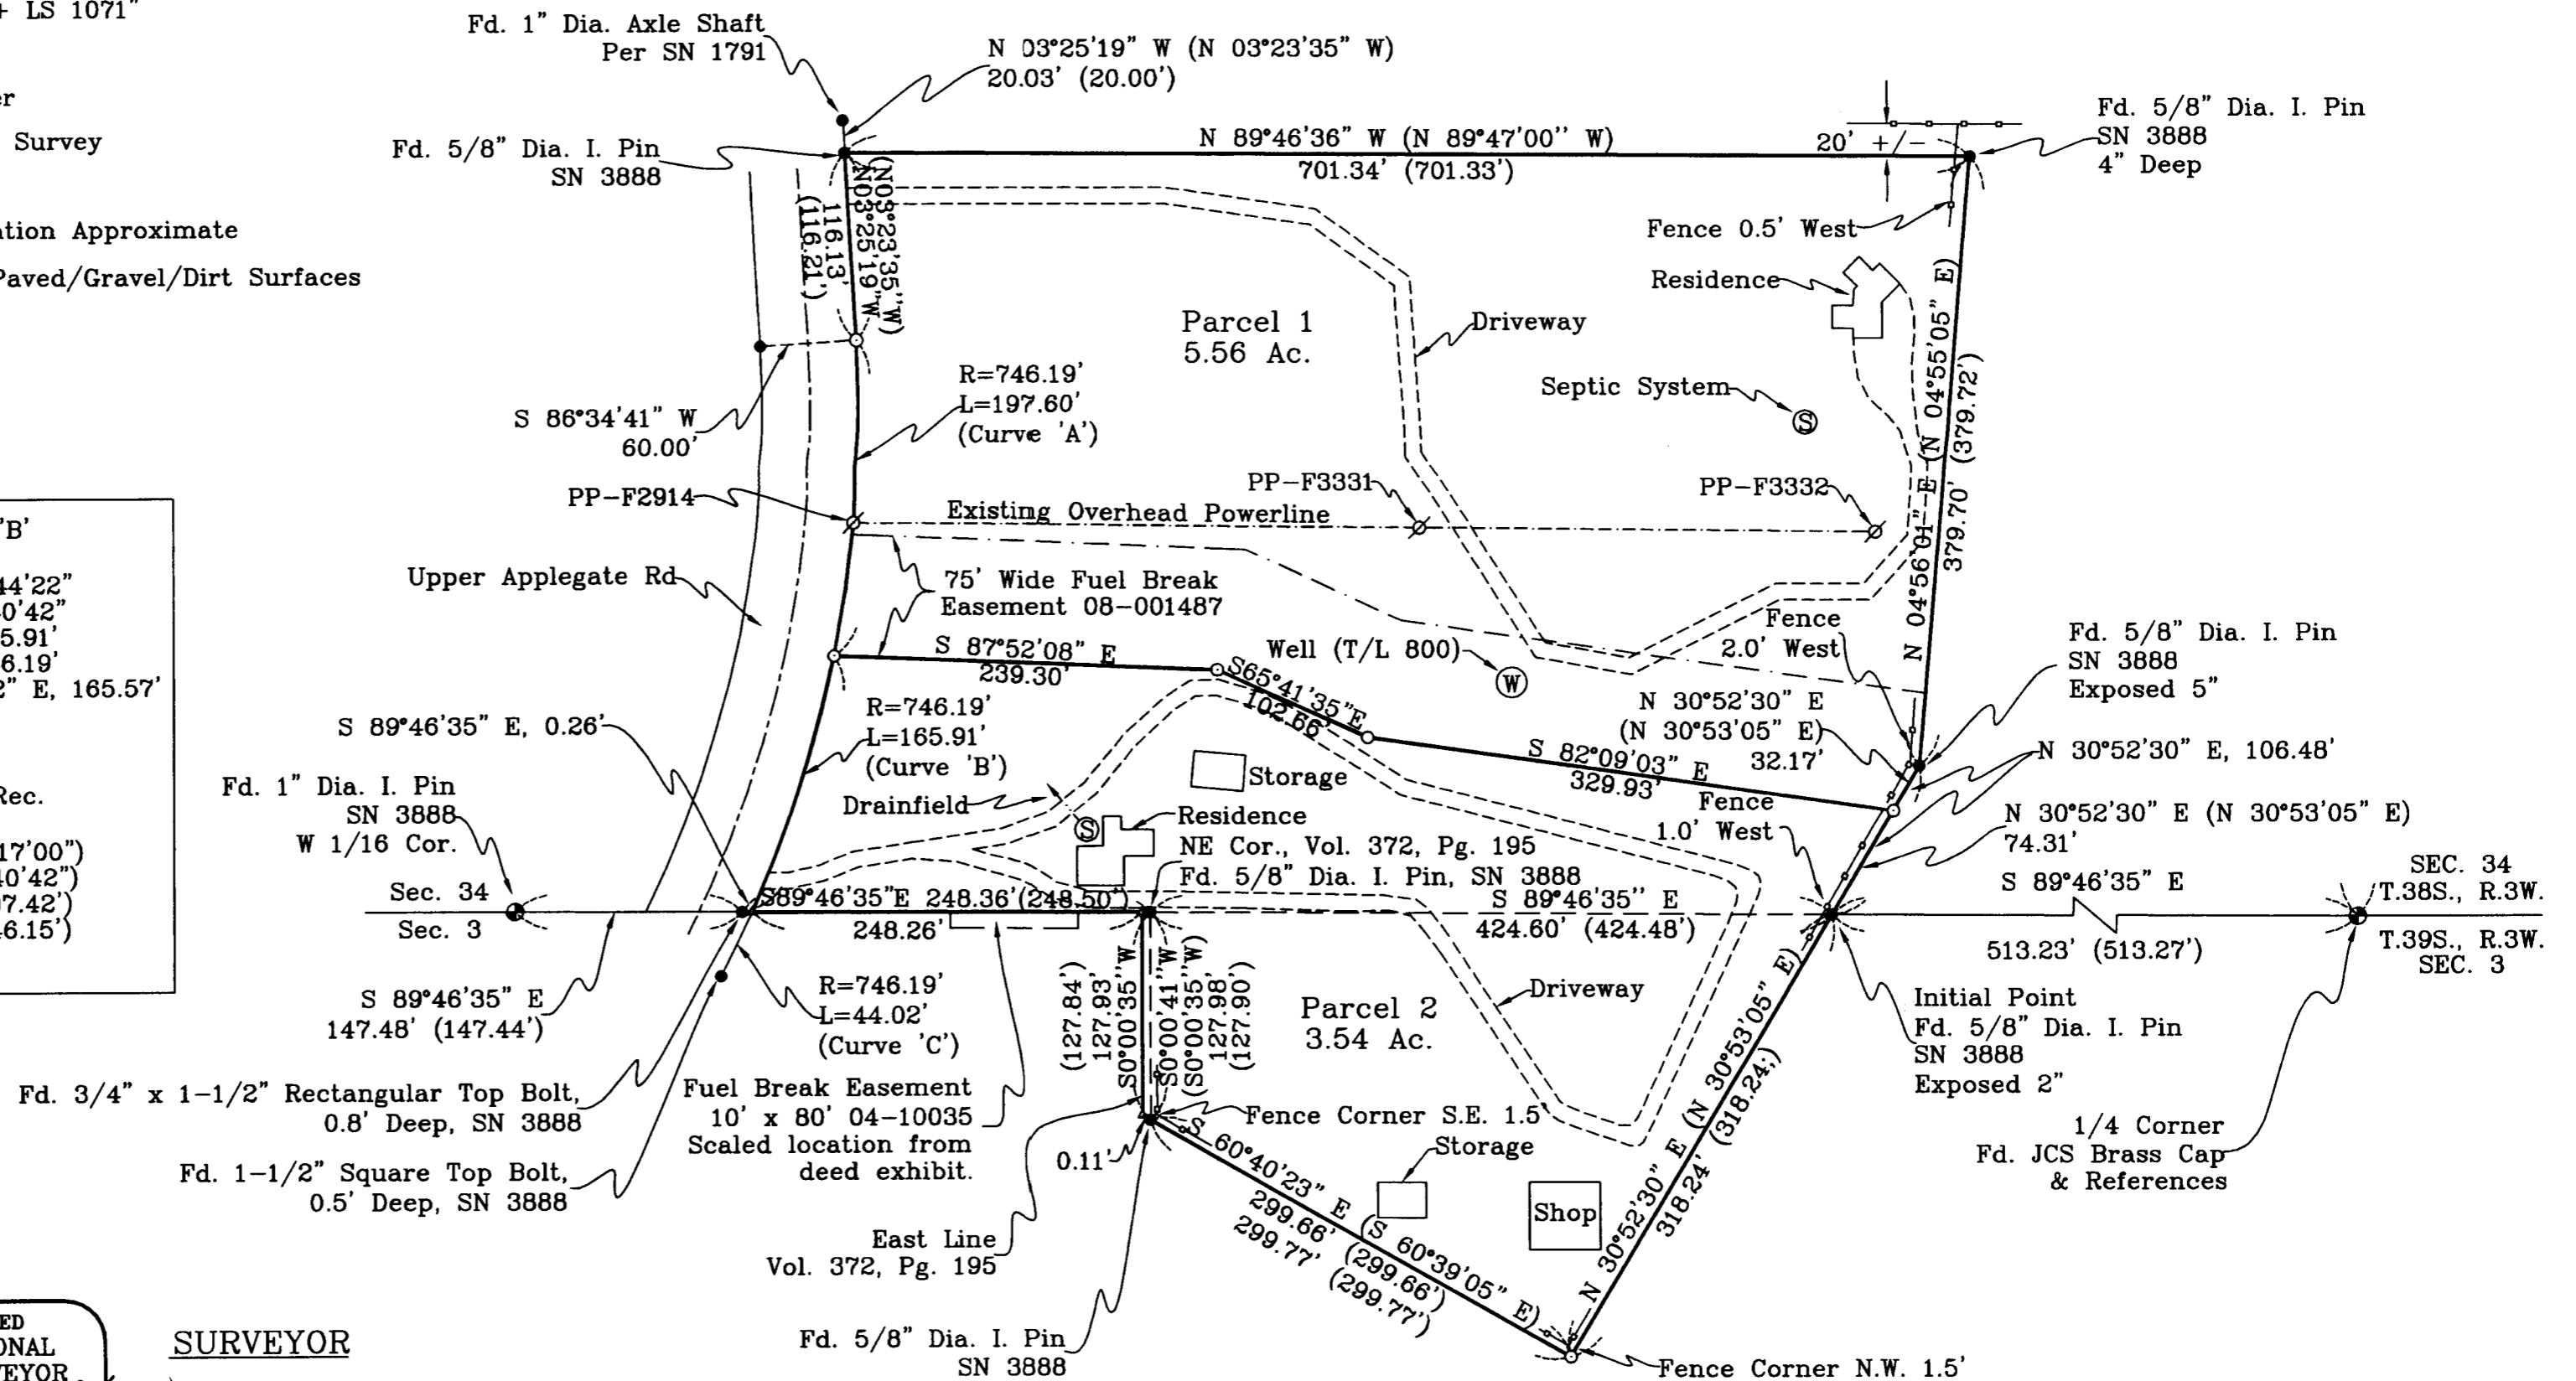 LS 1071"
Survey
Approximate
Paved/Gravel/Dirt Surfaces
Fd. 1" Dia. Axle Shaft
Per SN 1791
N 03°25'19" W (N 03°23'35" W)
20.03' (20.00')
Fd. 5/8" Dia. I. Pin
SN 3888
N 89°46'36" W (N 89°47'00'' W)
701.34' (701.33')
20' +/-
Fd. 5/8" Dia. I. Pin
SN 3888
4" Deep
(N03°23'35''W)
N03°25'19"W
116.13'
(116.21')
Fence 0.5' West
Residence
Parcel 1
5.56 Ac.
Driveway
R=746.19'
L=197.60'
(Curve 'A')
S 86°34'41" W
60.00'
Septic System
S
N 04°56'01" E (N 04°55'05" E)
379.70' (379.72')
PP-F2914
PP-F3331
PP-F3332
Existing Overhead Powerline
Upper Applegate Rd
75' Wide Fuel Break
Easement 08-001487
'B'
44'22"
0'42"
5.91'
6.19'
2" E, 165.57'
Rec.
17'00")
40'42")
7.42')
46.15')
S 87°52'08" E
239.30'
S65°41'35"E
102.66'
Well (T/L 800)
W
Fence
2.0' West
Fd. 5/8" Dia. I. Pin
SN 3888
Exposed 5"
N 30°52'30" E
(N 30°53'05" E)
32.17'
N 30°52'30" E, 106.48'
S 82°09'03" E
329.93'
S 89°46'35" E, 0.26'
R=746.19'
L=165.91'
(Curve 'B')
Storage
Drainfield
S
Residence
Fence
1.0' West
N 30°52'30" E (N 30°53'05" E)
74.31'
Fd. 1" Dia. I. Pin
SN 3888
W 1/16 Cor.
NE Cor., Vol. 372, Pg. 195
Fd. 5/8" Dia. I. Pin, SN 3888
Sec. 34
Sec. 3
S89°46'35"E 248.36'(248.50')
248.26'
S 89°46'35'' E
424.60' (424.48')
S 89°46'35" E
513.23' (513.27')
SEC. 34
T.38S., R.3W.
T.39S., R.3W.
SEC. 3
S 89°46'35" E
147.48' (147.44')
R=746.19'
L=44.02'
(Curve 'C')
(127.84')
127.93'
S0°00'35''W
S0°00'41''W
(S0°00'35''W)
127.98'
(127.90')
Parcel 2
3.54 Ac.
Driveway
Initial Point
Fd. 5/8" Dia. I. Pin
SN 3888
Exposed 2"
1/4 Corner
Fd. JCS Brass Cap
& References
Fd. 3/4" x 1-1/2" Rectangular Top Bolt,
0.8' Deep, SN 3888
Fd. 1-1/2" Square Top Bolt,
0.5' Deep, SN 3888
Fuel Break Easement
10' x 80' 04-10035
Scaled location from
deed exhibit.
Fence Corner S.E. 1.5'
0.11'
Storage
Shop
East Line
Vol. 372, Pg. 195
S 60°40'23" E (S 60°39'05" E)
299.66' (299.66')
299.77' (299.77')
N 30°52'30" E (N 30°53'05" E)
318.24' (318.24;)
Fd. 5/8" Dia. I. Pin
SN 3888
Fence Corner N.W. 1.5'
SURVEYOR